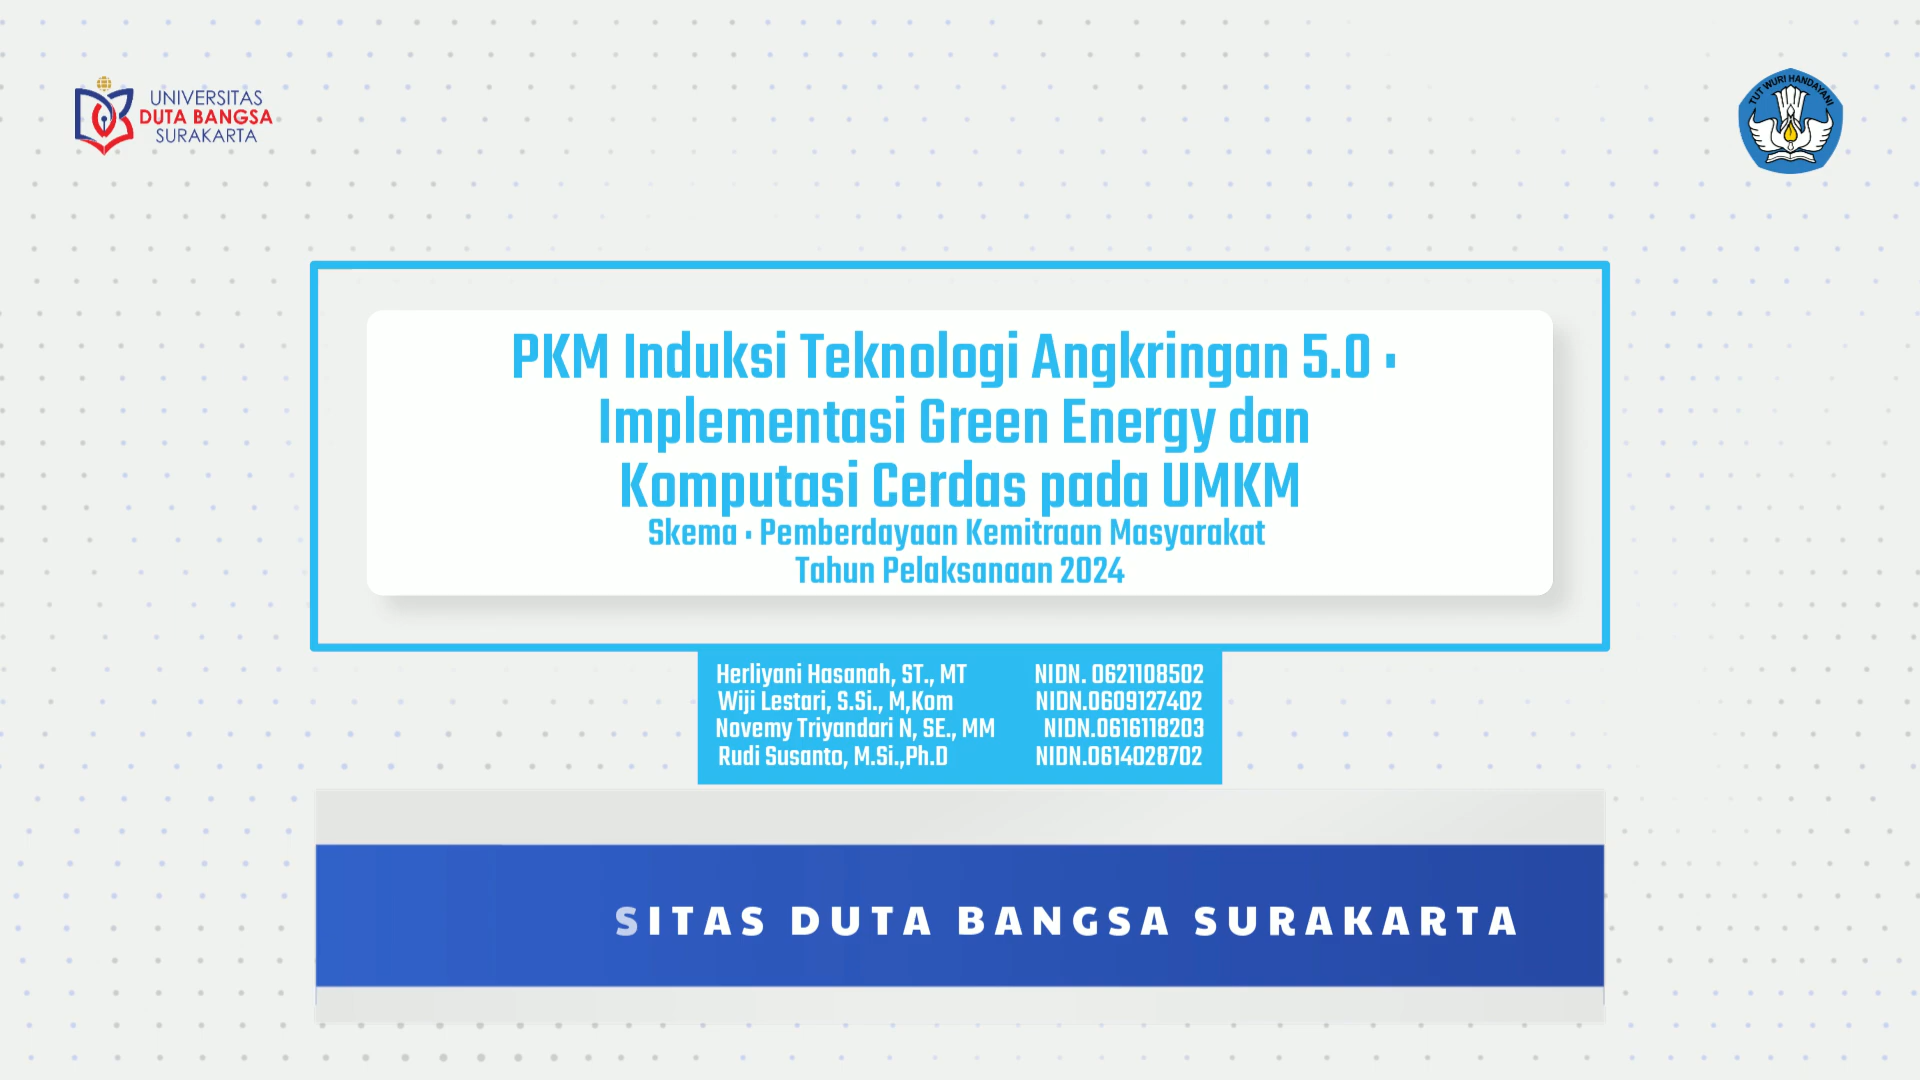 UNIVERSITAS
DUTA BANGSA
SURAKARTA
TUT WURI HANDAYANI
PKM Induksi Teknologi Angkringan 5.0 :
Implementasi Green Energy dan
Komputasi Cerdas pada UMKM
Skema : Pemberdayaan Kemitraan Masyarakat
Tahun Pelaksanaan 2024
Herliyani Hasanah, ST., MT NIDN. 0621108502
Wiji Lestari, S.Si., M,Kom NIDN.0609127402
Novemy Triyandari N, SE., MM NIDN.0616118203
Rudi Susanto, M.Si.,Ph.D NIDN.0614028702
SITAS DUTA BANGSA SURAKARTA